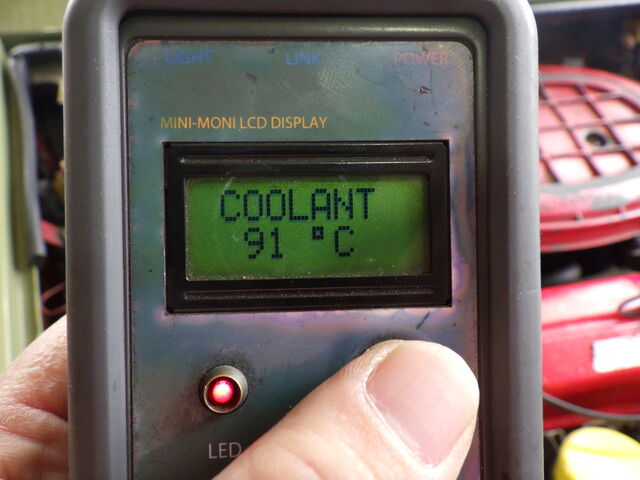 LIGHT LINK POWER
MINI-MONI LCD DISPLAY
COOLANT
91 °C
LED